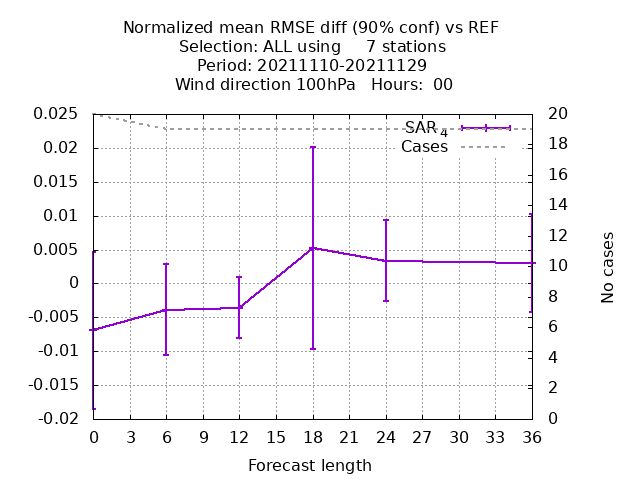 Normalized mean RMSE diff (90% conf) vs REF
Selection: ALL using     7 stations
Period: 20211110-20211129
Wind direction 100hPa   Hours:  00
0.025
0.02
0.015
0.01
0.005
0
-0.005
-0.01
-0.015
-0.02
SAR4
Cases
20
18
16
14
12
10
8
6
4
2
0
No cases
0 3 6 9 12 15 18 21 24 27 30 33 36
Forecast length